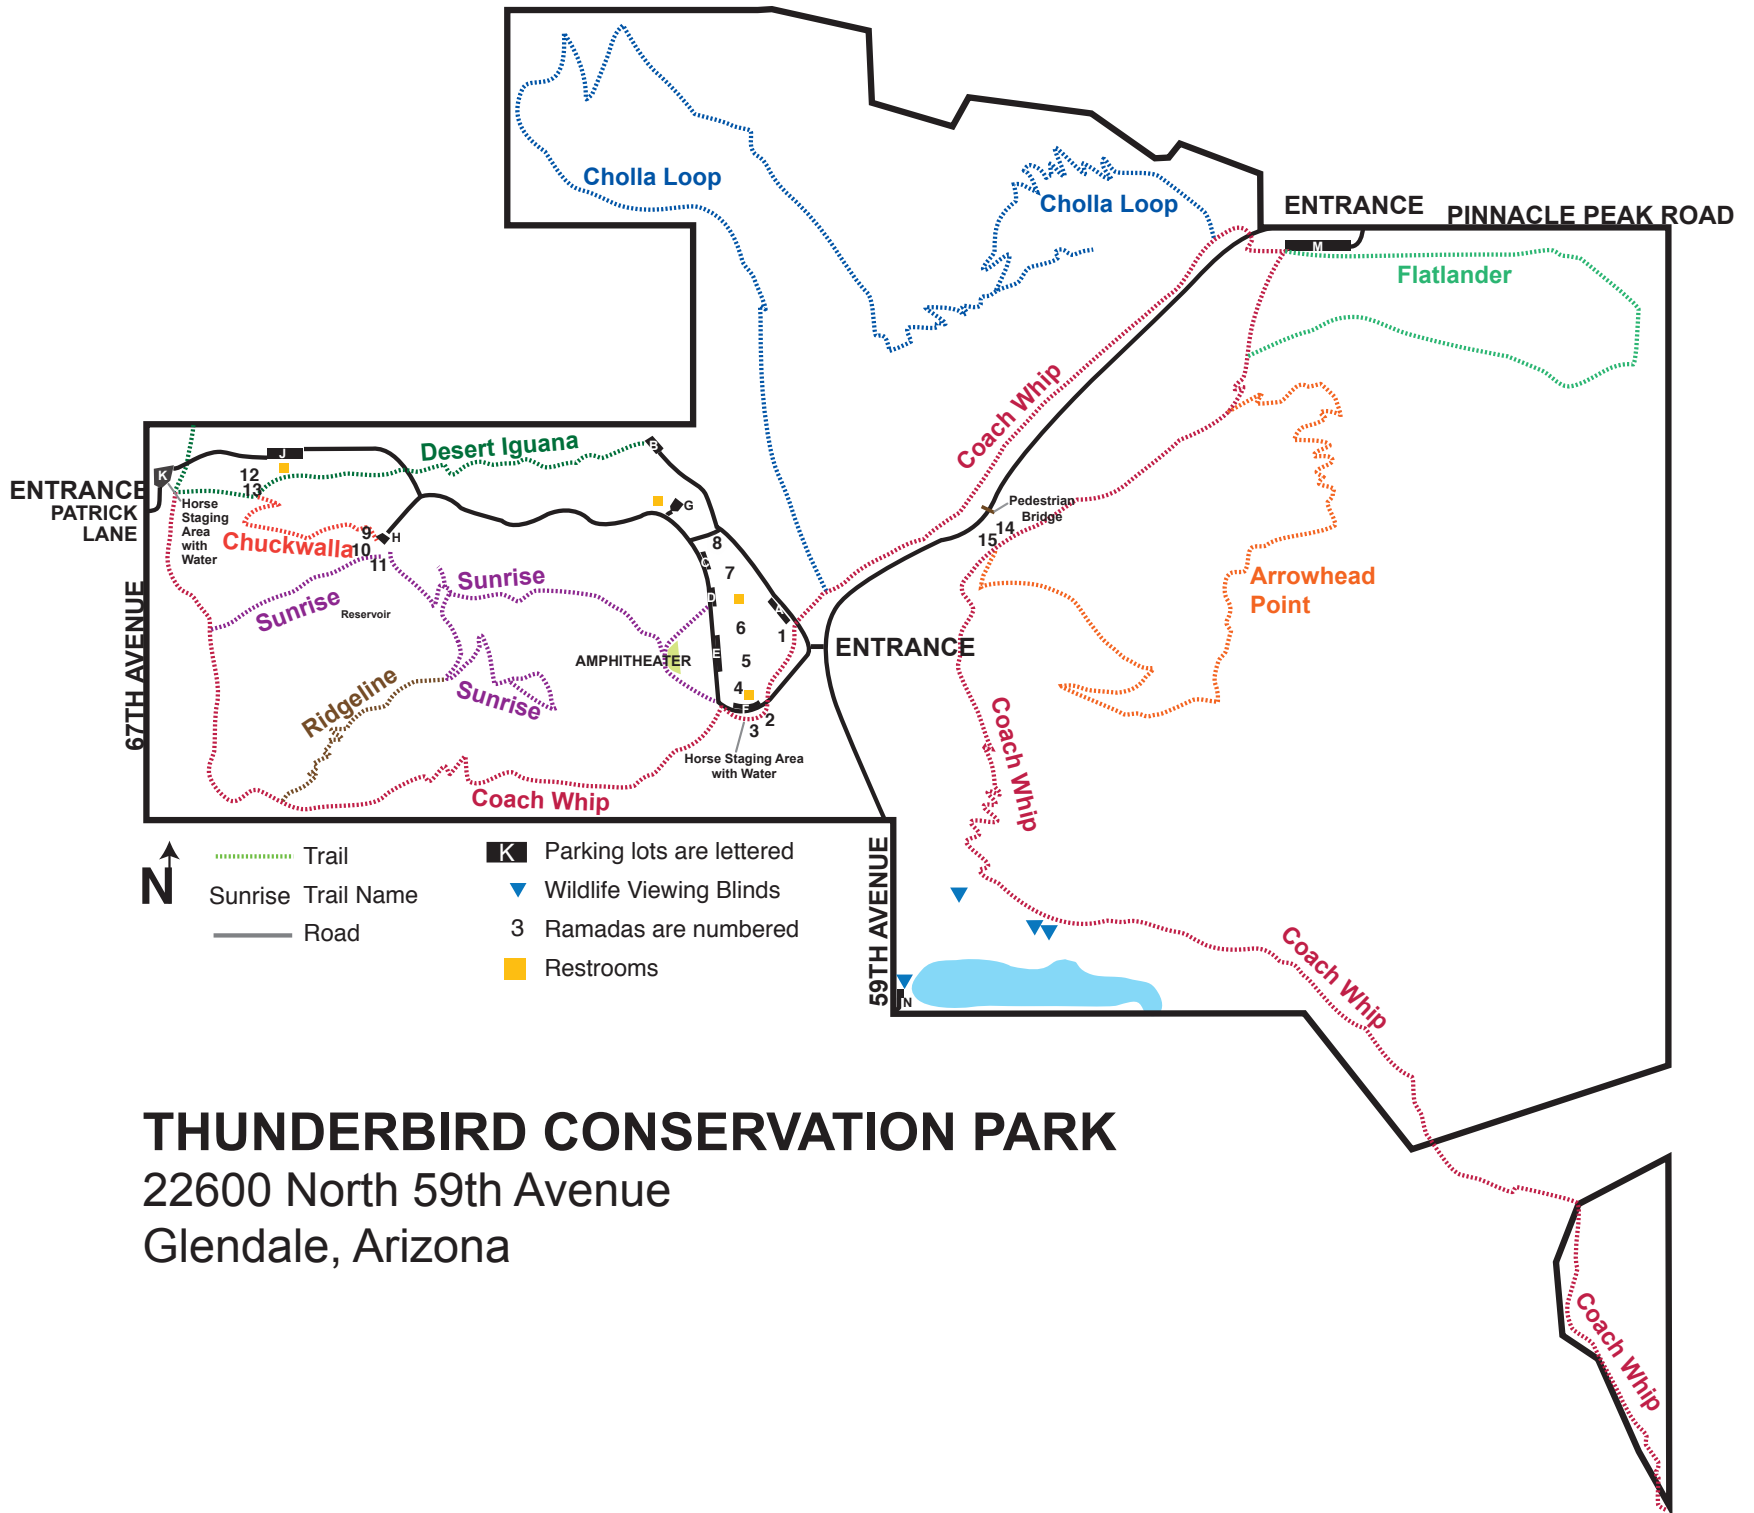 Cholla Loop
Cholla Loop
ENTRANCE
PINNACLE PEAK ROAD
M
Flatlander
Coach Whip
Desert Iguana
B
J
K
12
13
ENTRANCE
PATRICK
LANE
Horse
Staging
Area
with
Water
G
Pedestrian
Bridge
14
15
9
H
10
11
Chuckwalla
8
C
7
D
A
6
1
E
5
4
F
2
3
Sunrise
Sunrise
Reservoir
Arrowhead
Point
67TH AVENUE
AMPHITHEATER
ENTRANCE
Ridgeline
Sunrise
Coach Whip
Horse Staging Area
with Water
Coach Whip
N
Trail
Sunrise Trail Name
Road
K Parking lots are lettered
Wildlife Viewing Blinds
3 Ramadas are numbered
Restrooms
59TH AVENUE
N
Coach Whip
THUNDERBIRD CONSERVATION PARK
22600 North 59th Avenue
Glendale, Arizona
Coach Whip